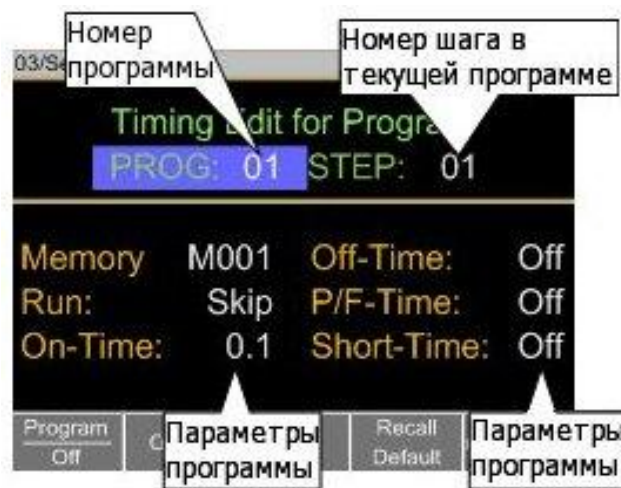 Номер
программы
Номер шага в
текущей программе
03/Se
Timing Edit for Progra
PROG: 01 STEP: 01
Memory M001 Off-Time: Off
Run: Skip P/F-Time: Off
On-Time: 0.1 Short-Time: Off
Program
Off
Параметры
программы
Recall
Default
Параметры
программы